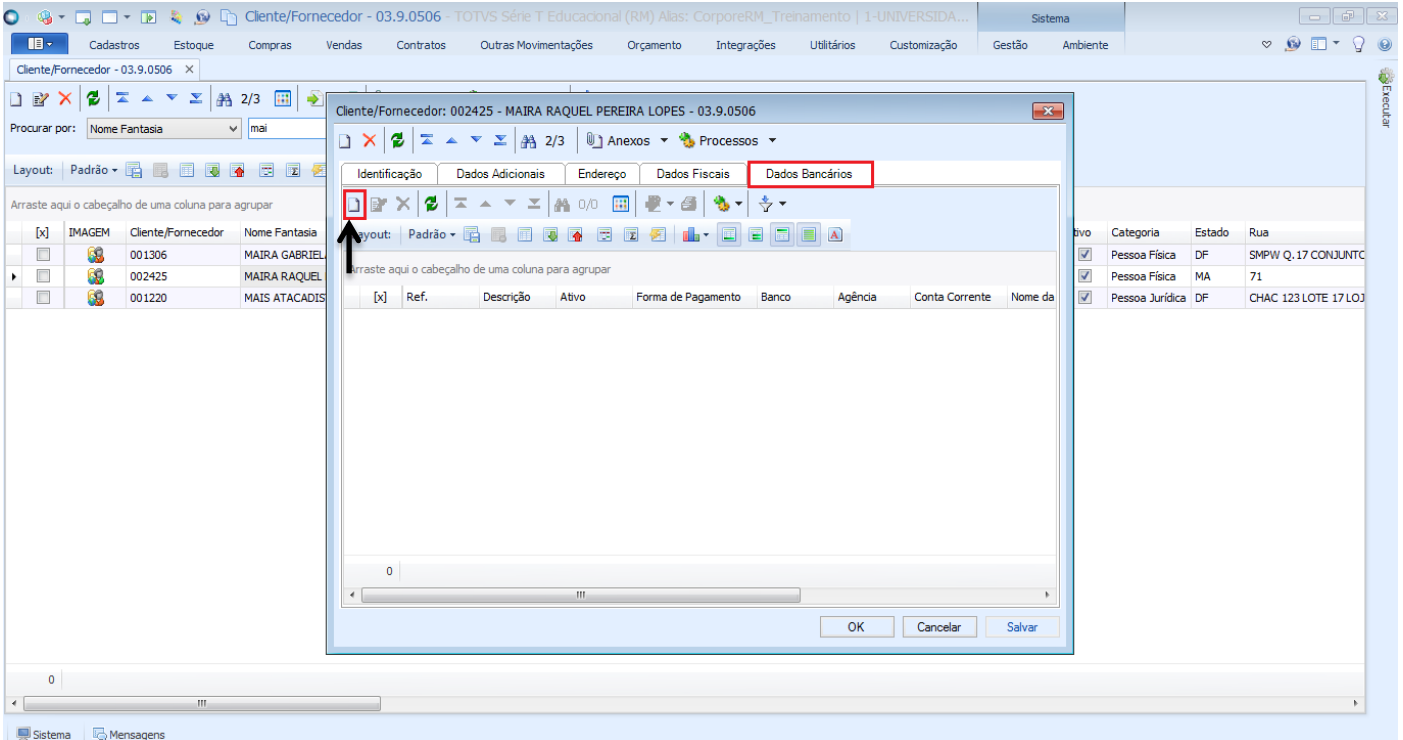 Cliente/Fornecedor - 03.9.0506 - TOTVS Série T Educacional (RM) Alias: CorporeRM_Treinamento | 1-UNIVERSIDA...
Sistema
Cadastros Estoque Compras Vendas Contratos Outras Movimentações Orçamento Integrações Utilitários Customização Gestão Ambiente
Cliente/Fornecedor - 03.9.0506
2/3
Procurar por: Nome Fantasia mai
Layout: Padrão
Arraste aqui o cabeçalho de uma coluna para agrupar
[x] IMAGEM Cliente/Fornecedor Nome Fantasia tivo Categoria Estado Rua
001306 MAIRA GABRIEL Pessoa Física DF SMPW Q.17 CONJUNTO
002425 MAIRA RAQUEL Pessoa Física MA 71
001220 MAIS ATACADIS Pessoa Jurídica DF CHAC 123 LOTE 17 LOJ
Executar
Cliente/Fornecedor: 002425 - MAIRA RAQUEL PEREIRA LOPES - 03.9.0506
2/3 Anexos Processos
Identificação Dados Adicionais Endereço Dados Fiscais Dados Bancários
0/0
ayout: Padrão
Arraste aqui o cabeçalho de uma coluna para agrupar
[x] Ref. Descrição Ativo Forma de Pagamento Banco Agência Conta Corrente Nome da
0
OK Cancelar Salvar
0
Sistema Mensagens